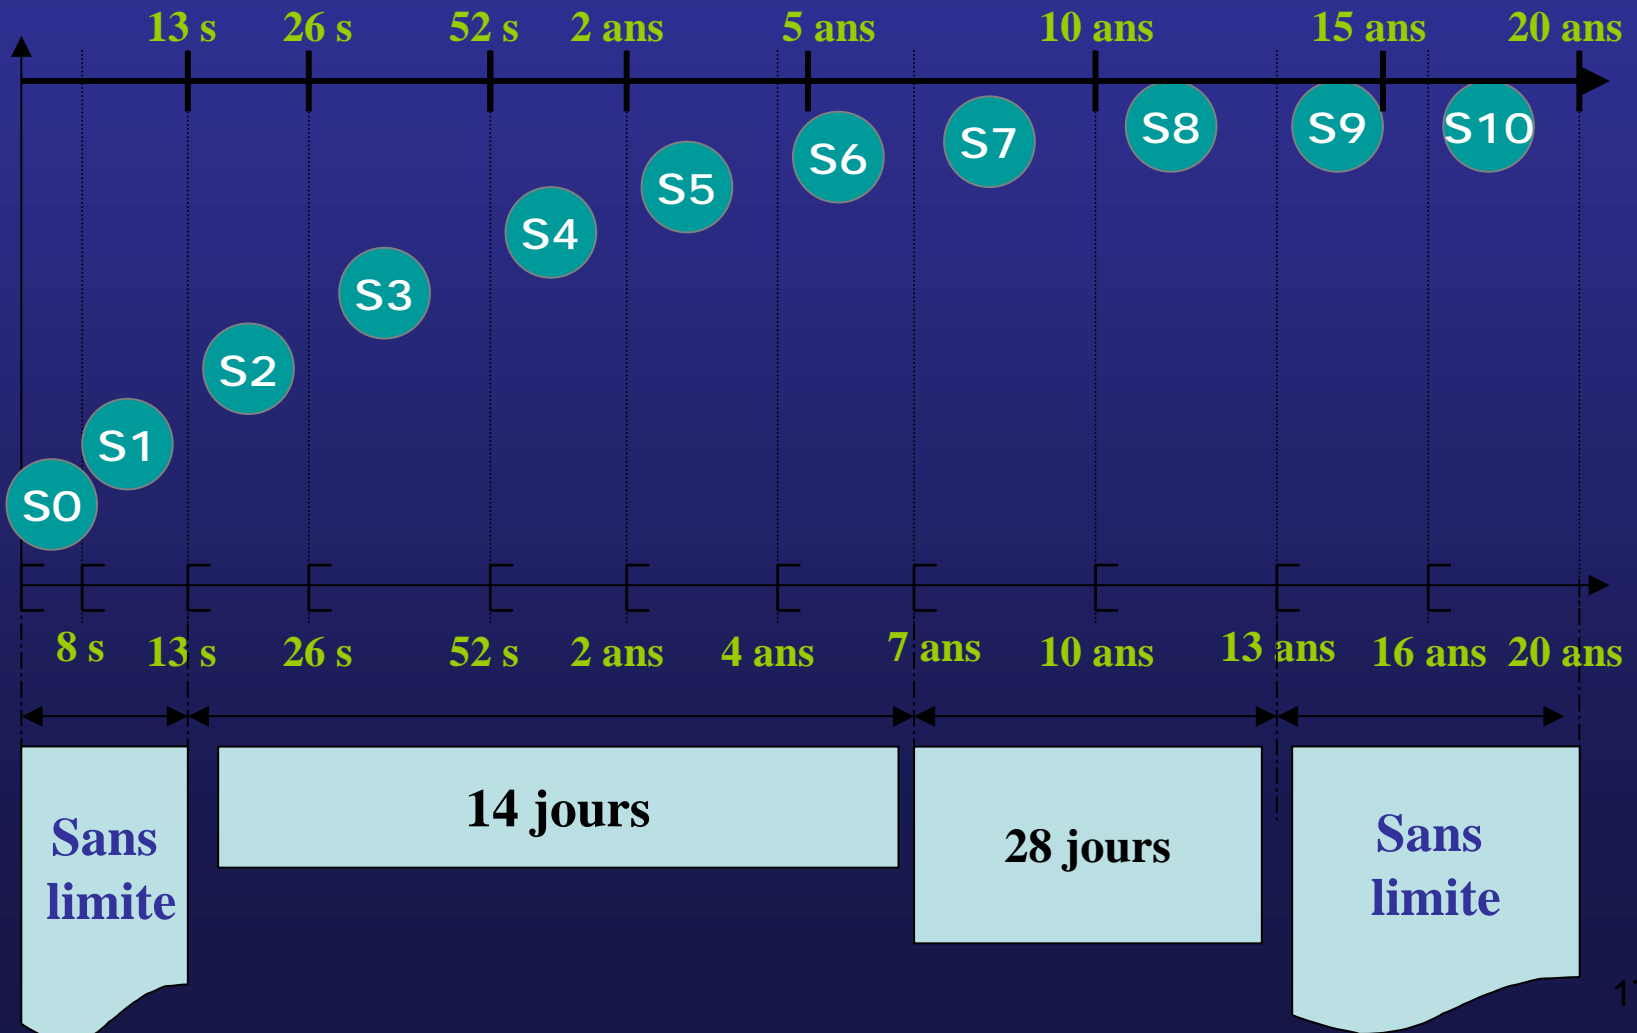 13 s 26 s 52 s 2 ans 5 ans 10 ans 15 ans 20 ans
S0
S1
S2
S3
S4
S5
S6
S7
S8
S9
S10
8 s 13 s 26 s 52 s 2 ans 4 ans 7 ans 10 ans 13 ans 16 ans 20 ans
Sans
limite
14 jours
28 jours
Sans
limite